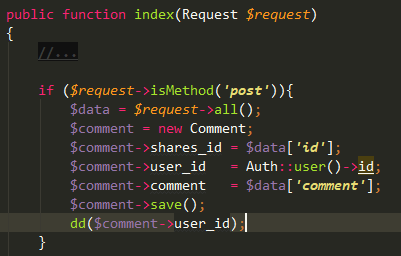 public function index(Request $request)
{
    //...
    if ($request->isMethod('post')){
        $data = $request->all();
        $comment = new Comment;
        $comment->shares_id = $data['id'];
        $comment->user_id   = Auth::user()->id;
        $comment->comment   = $data['comment'];
        $comment->save();
        dd($comment->user_id);
    }